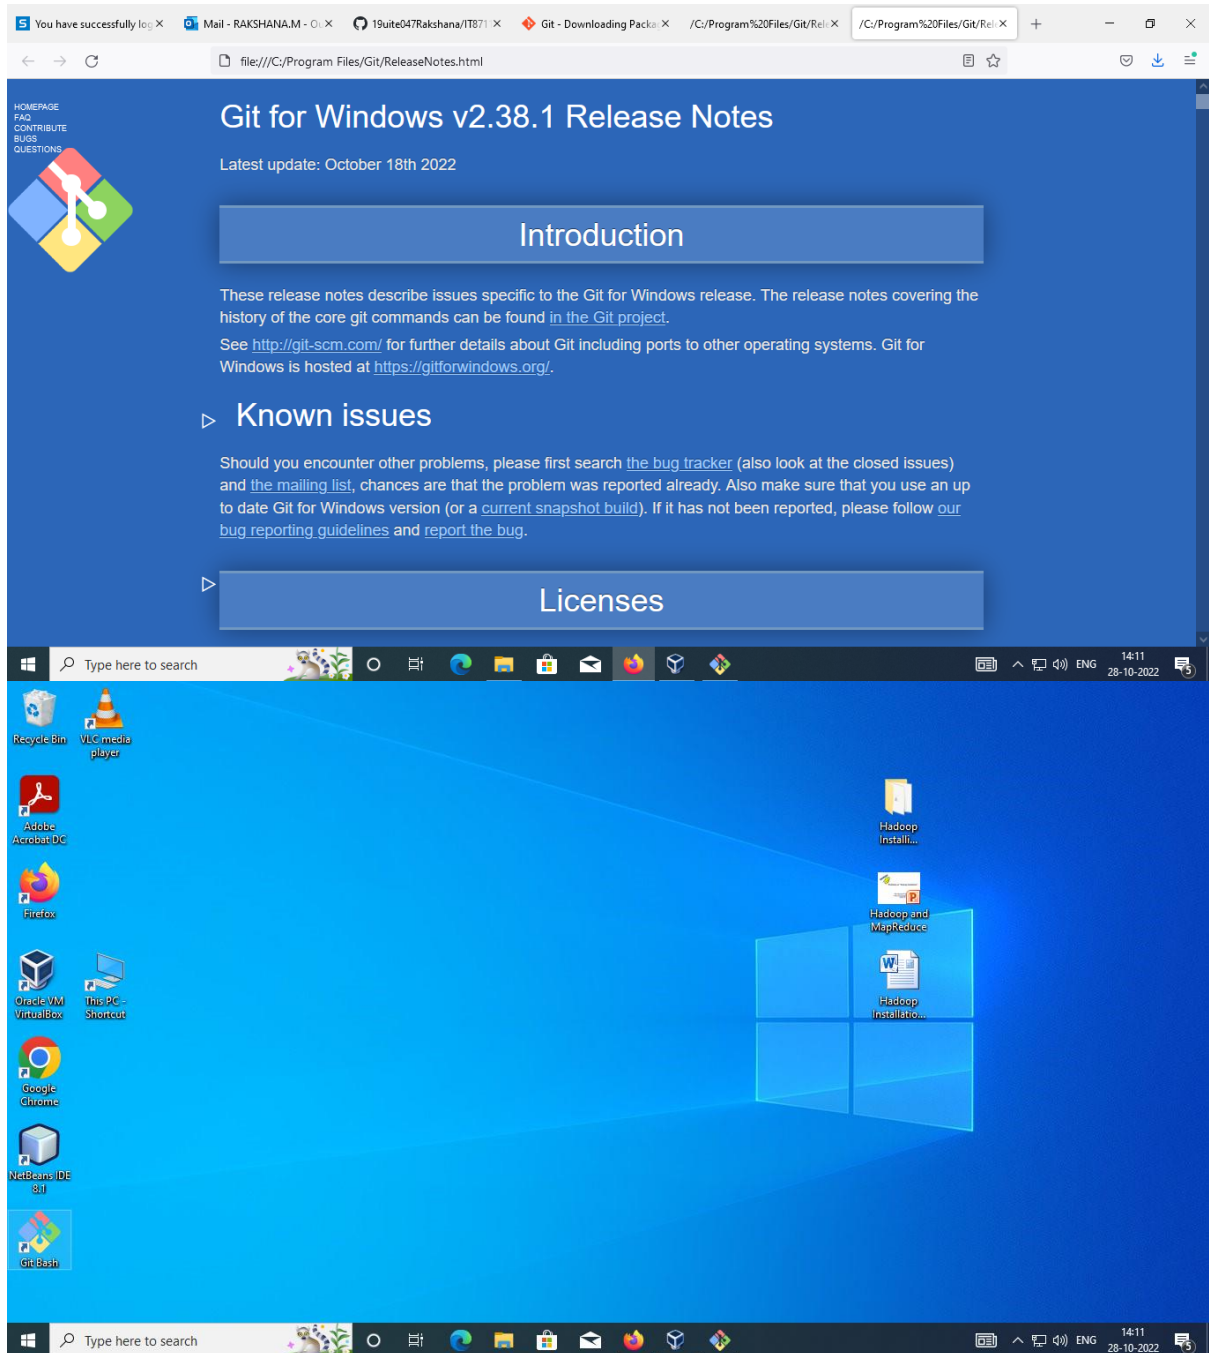 You have successfully log
Mail - RAKSHANA.M - Ou
19uite047Rakshana/IT871
Git - Downloading Packag
/C:/Program%20Files/Git/Rele
/C:/Program%20Files/Git/Rele
file:///C:/Program Files/Git/ReleaseNotes.html
HOMEPAGE
FAQ
CONTRIBUTE
BUGS
QUESTIONS
Git for Windows v2.38.1 Release Notes
Latest update: October 18th 2022
Introduction
These release notes describe issues specific to the Git for Windows release. The release notes covering the
history of the core git commands can be found in the Git project.
See http://git-scm.com/ for further details about Git including ports to other operating systems. Git for
Windows is hosted at https://gitforwindows.org/.
Known issues
Should you encounter other problems, please first search the bug tracker (also look at the closed issues)
and the mailing list, chances are that the problem was reported already. Also make sure that you use an up
to date Git for Windows version (or a current snapshot build). If it has not been reported, please follow our
bug reporting guidelines and report the bug.
Licenses
Type here to search
ENG
14:11
28-10-2022
5
Recycle Bin
VLC media
player
Adobe
Acrobat DC
Hadoop
Installi...
Firefox
Hadoop and
MapReduce
Oracle VM
VirtualBox
This PC -
Shortcut
Hadoop
Installatio...
Google
Chrome
NetBeans IDE
8.1
Git Bash
Type here to search
ENG
14:11
28-10-2022
5